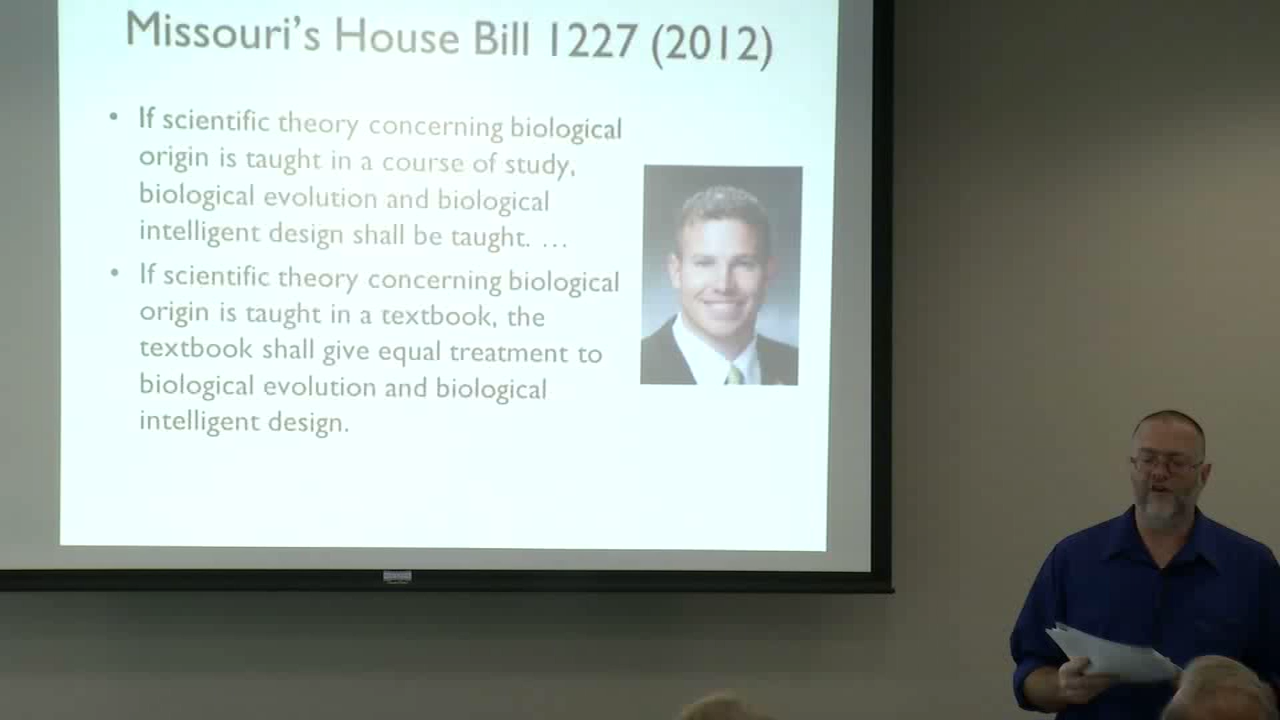 Missouri's House Bill 1227 (2012)
• If scientific theory concerning biological
origin is taught in a course of study,
biological evolution and biological
intelligent design shall be taught. …
• If scientific theory concerning biological
origin is taught in a textbook, the
textbook shall give equal treatment to
biological evolution and biological
intelligent design.